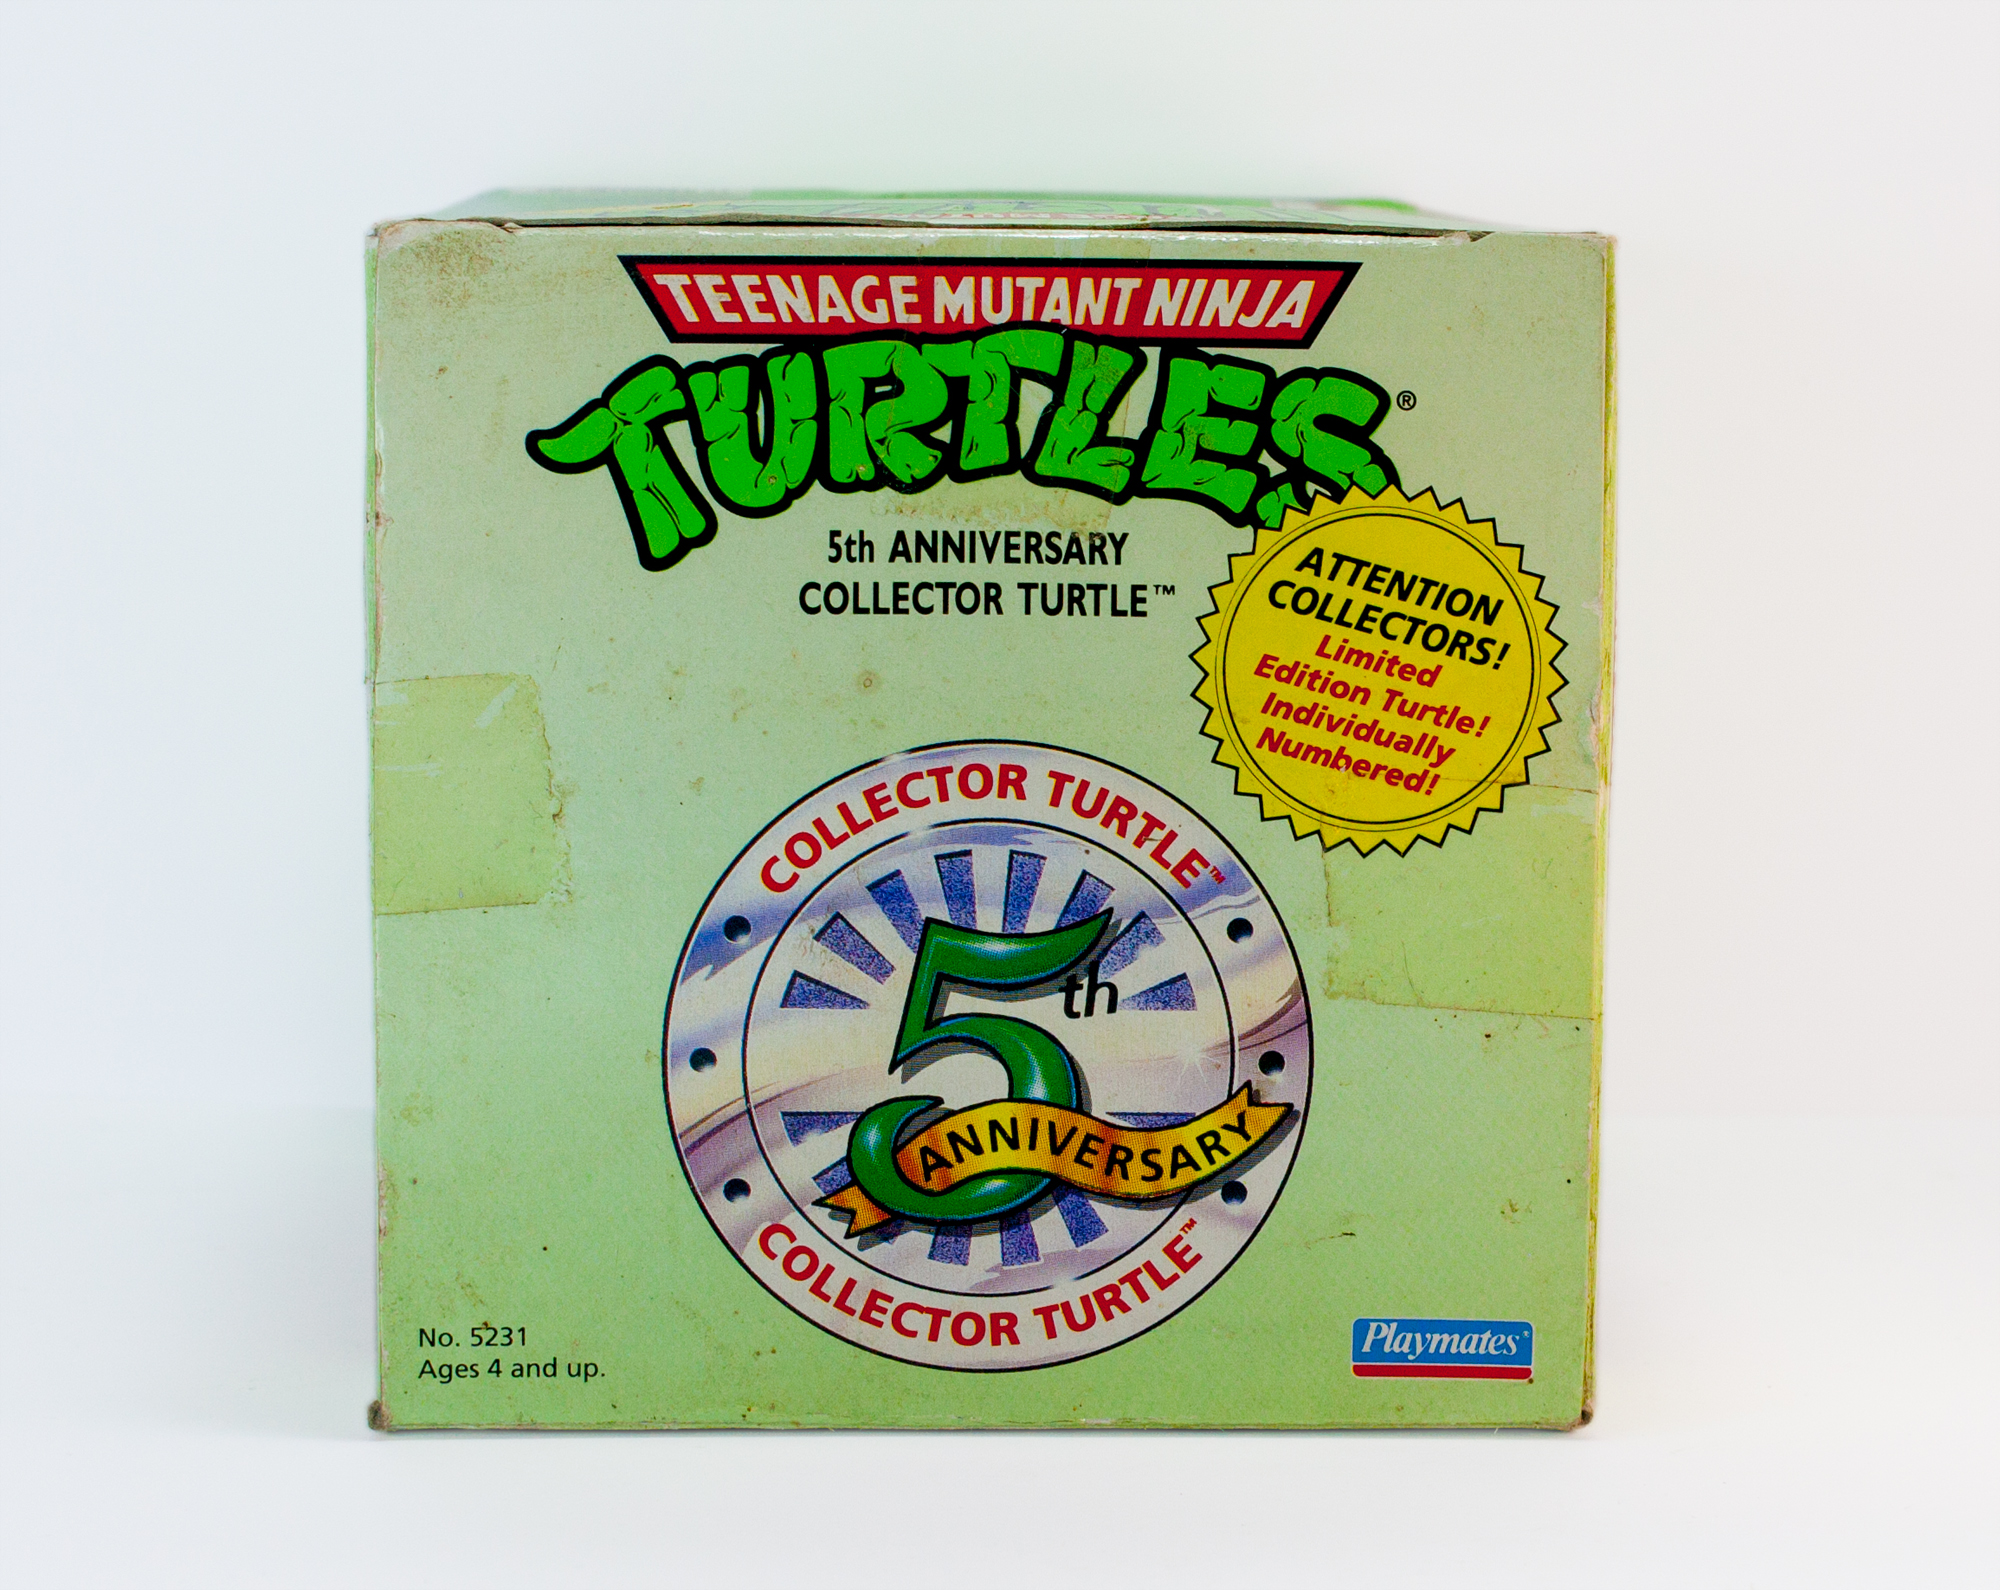 TEENAGE MUTANT NINJA
TURTLES®
5th ANNIVERSARY
COLLECTOR TURTLE™
ATTENTION
COLLECTORS!
Limited
Edition Turtle!
Individually
Numbered!
COLLECTOR TURTLE™
5th
ANNIVERSARY
COLLECTOR TURTLE™
No. 5231
Ages 4 and up.
Playmates®